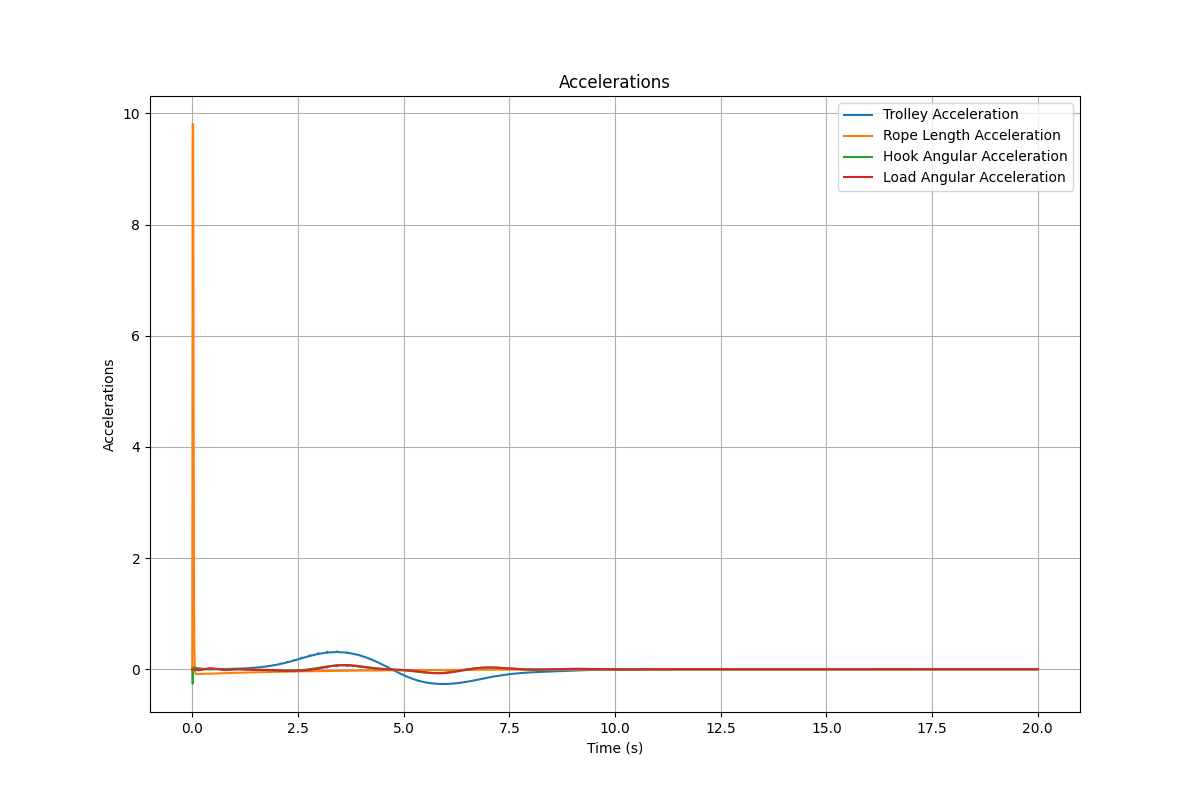 Accelerations
Trolley Acceleration
Rope Length Acceleration
Hook Angular Acceleration
Load Angular Acceleration
10
8
6
4
2
0
Accelerations
0.0 2.5 5.0 7.5 10.0 12.5 15.0 17.5 20.0
Time (s)